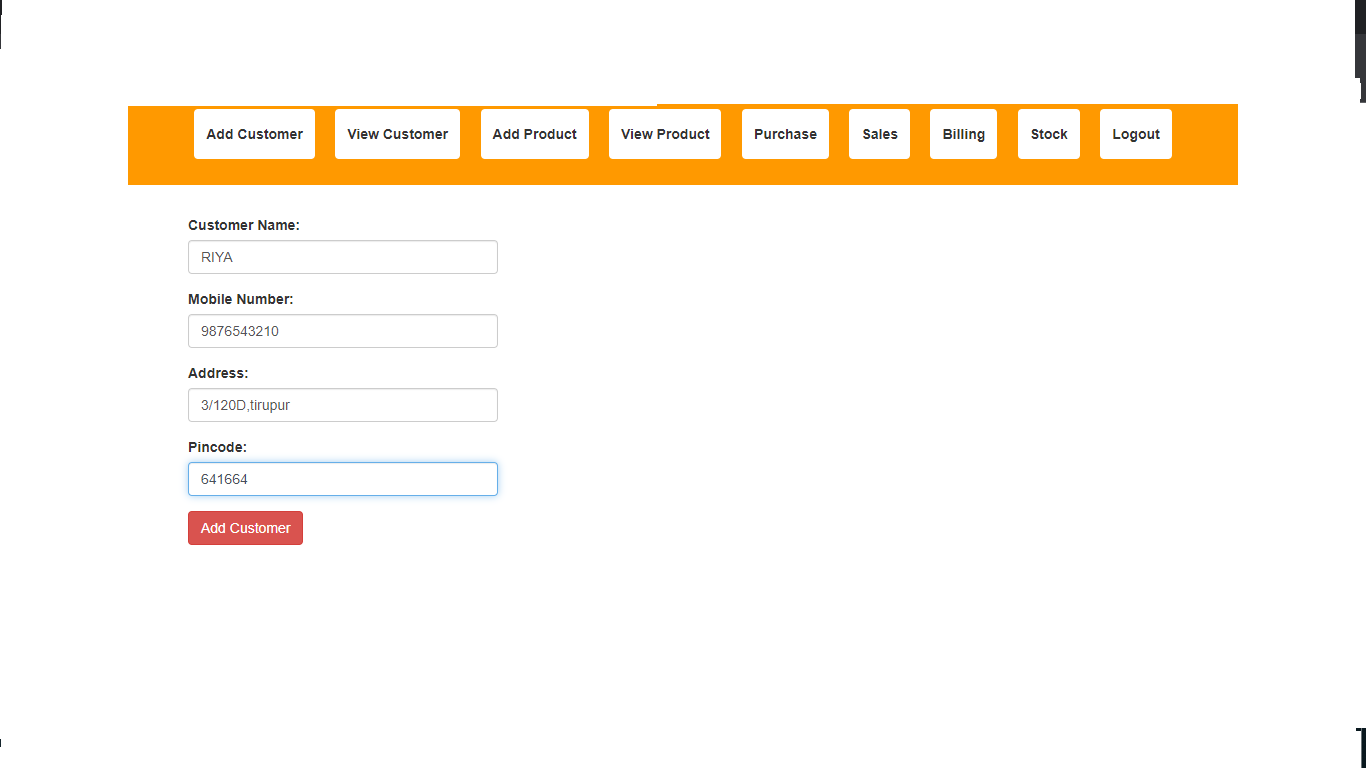 Add Customer View Customer Add Product View Product Purchase Sales Billing Stock Logout
Customer Name:
RIYA
Mobile Number:
9876543210
Address:
3/120D,tirupur
Pincode:
641664
Add Customer